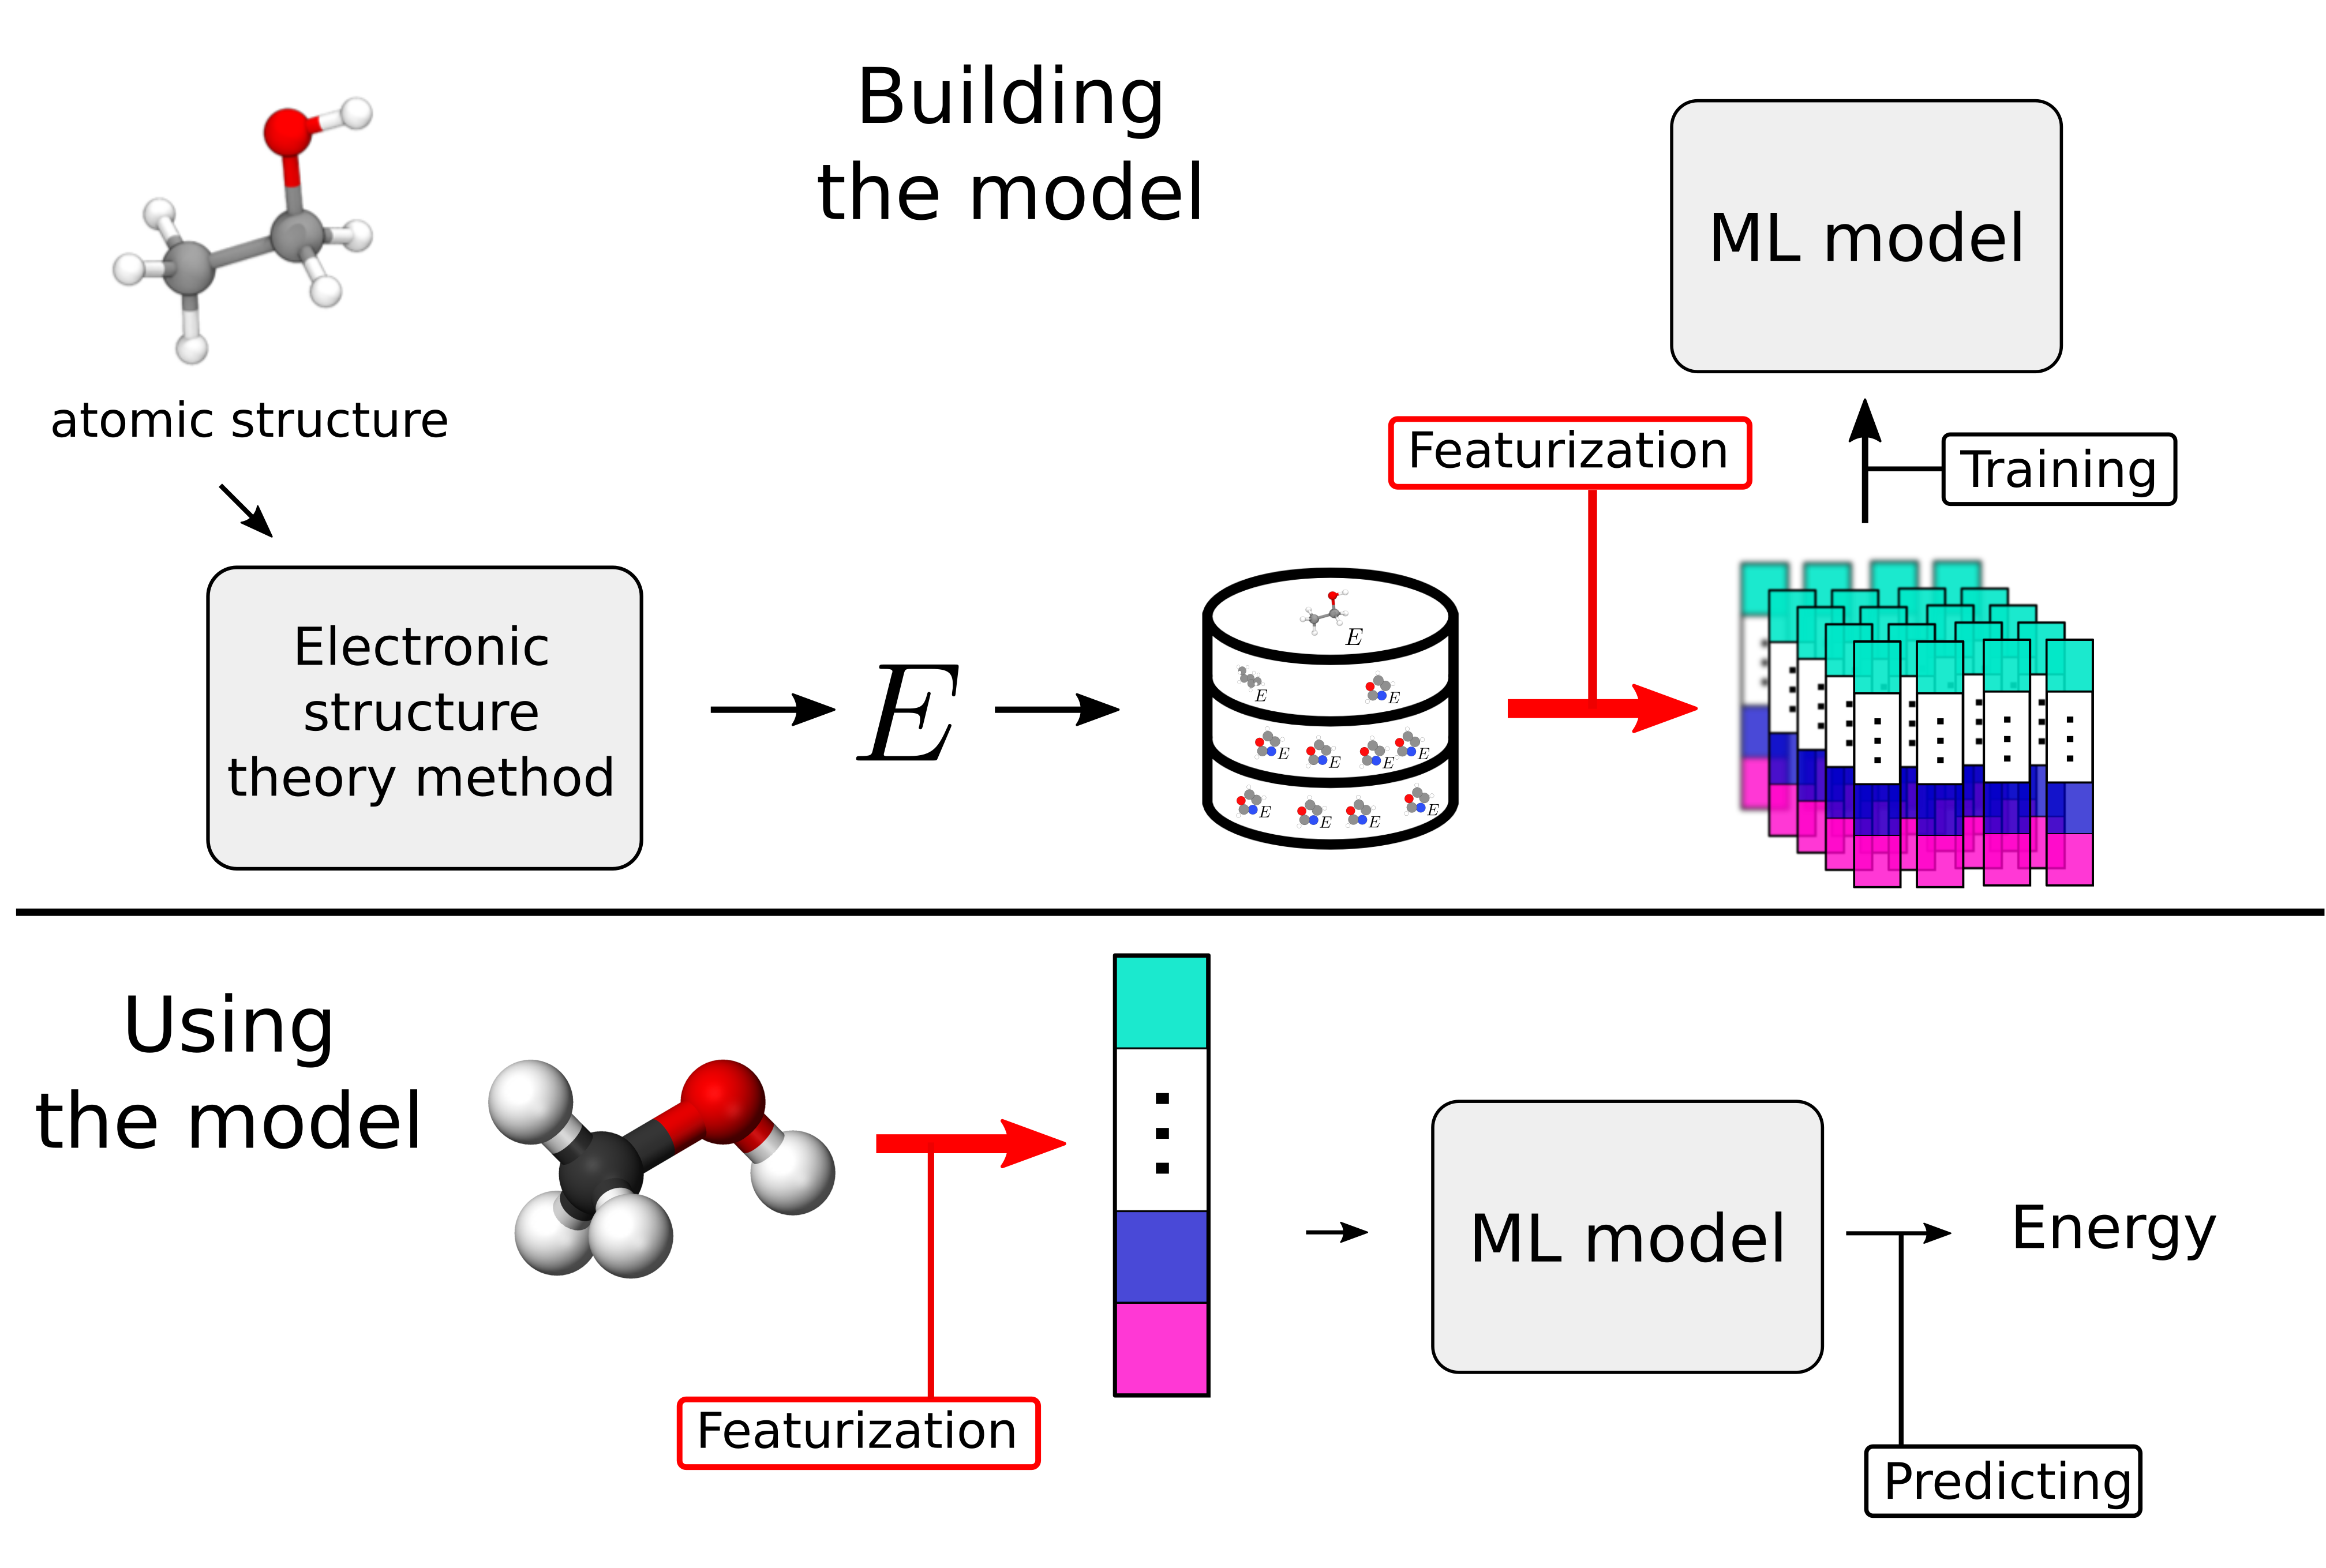 Building
the model
ML model
atomic structure
Featurization
Training
Electronic
structure
theory method
E
E
E
E
E
E
E
E
E
E
E
E
Using
the model
ML model
Energy
Featurization
Predicting